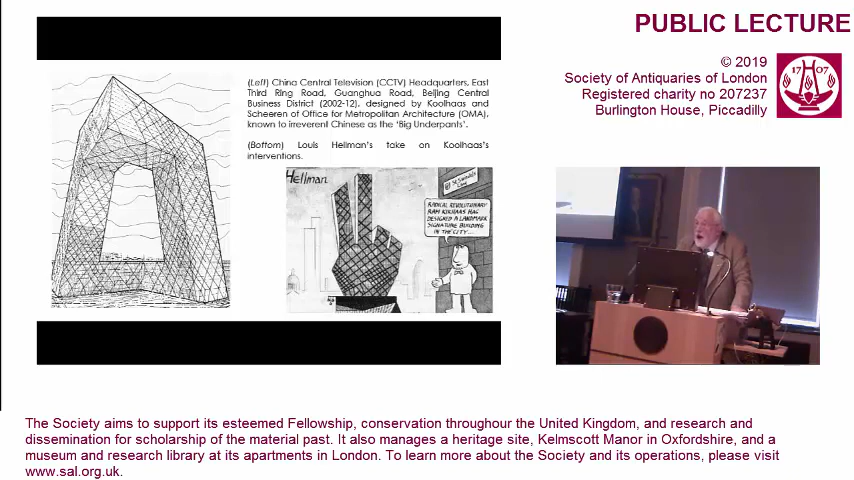 PUBLIC LECTURE
© 2019
Society of Antiquaries of London
Registered charity no 207237
Burlington House, Piccadilly
17 07
(Left) China Central Television (CCTV) Headquarters, East
Third Ring Road, Guanghua Road, Beijing Central
Business District (2002-12), designed by Koolhaas and
Scheeren of Office for Metropolitan Architecture (OMA),
known to irreverent Chinese as the 'Big Underpants'.
(Bottom) Louis Hellman's take on Koolhaas's
interventions.
Hellman
RADICAL REVOLUTIONARY
RAM KOLHAAS HAS
DESIGNED A LANDMARK
SIGNATURE BUILDING
IN THE CITY...
The Society aims to support its esteemed Fellowship, conservation throughour the United Kingdom, and research and
dissemination for scholarship of the material past. It also manages a heritage site, Kelmscott Manor in Oxfordshire, and a
museum and research library at its apartments in London. To learn more about the Society and its operations, please visit
www.sal.org.uk.